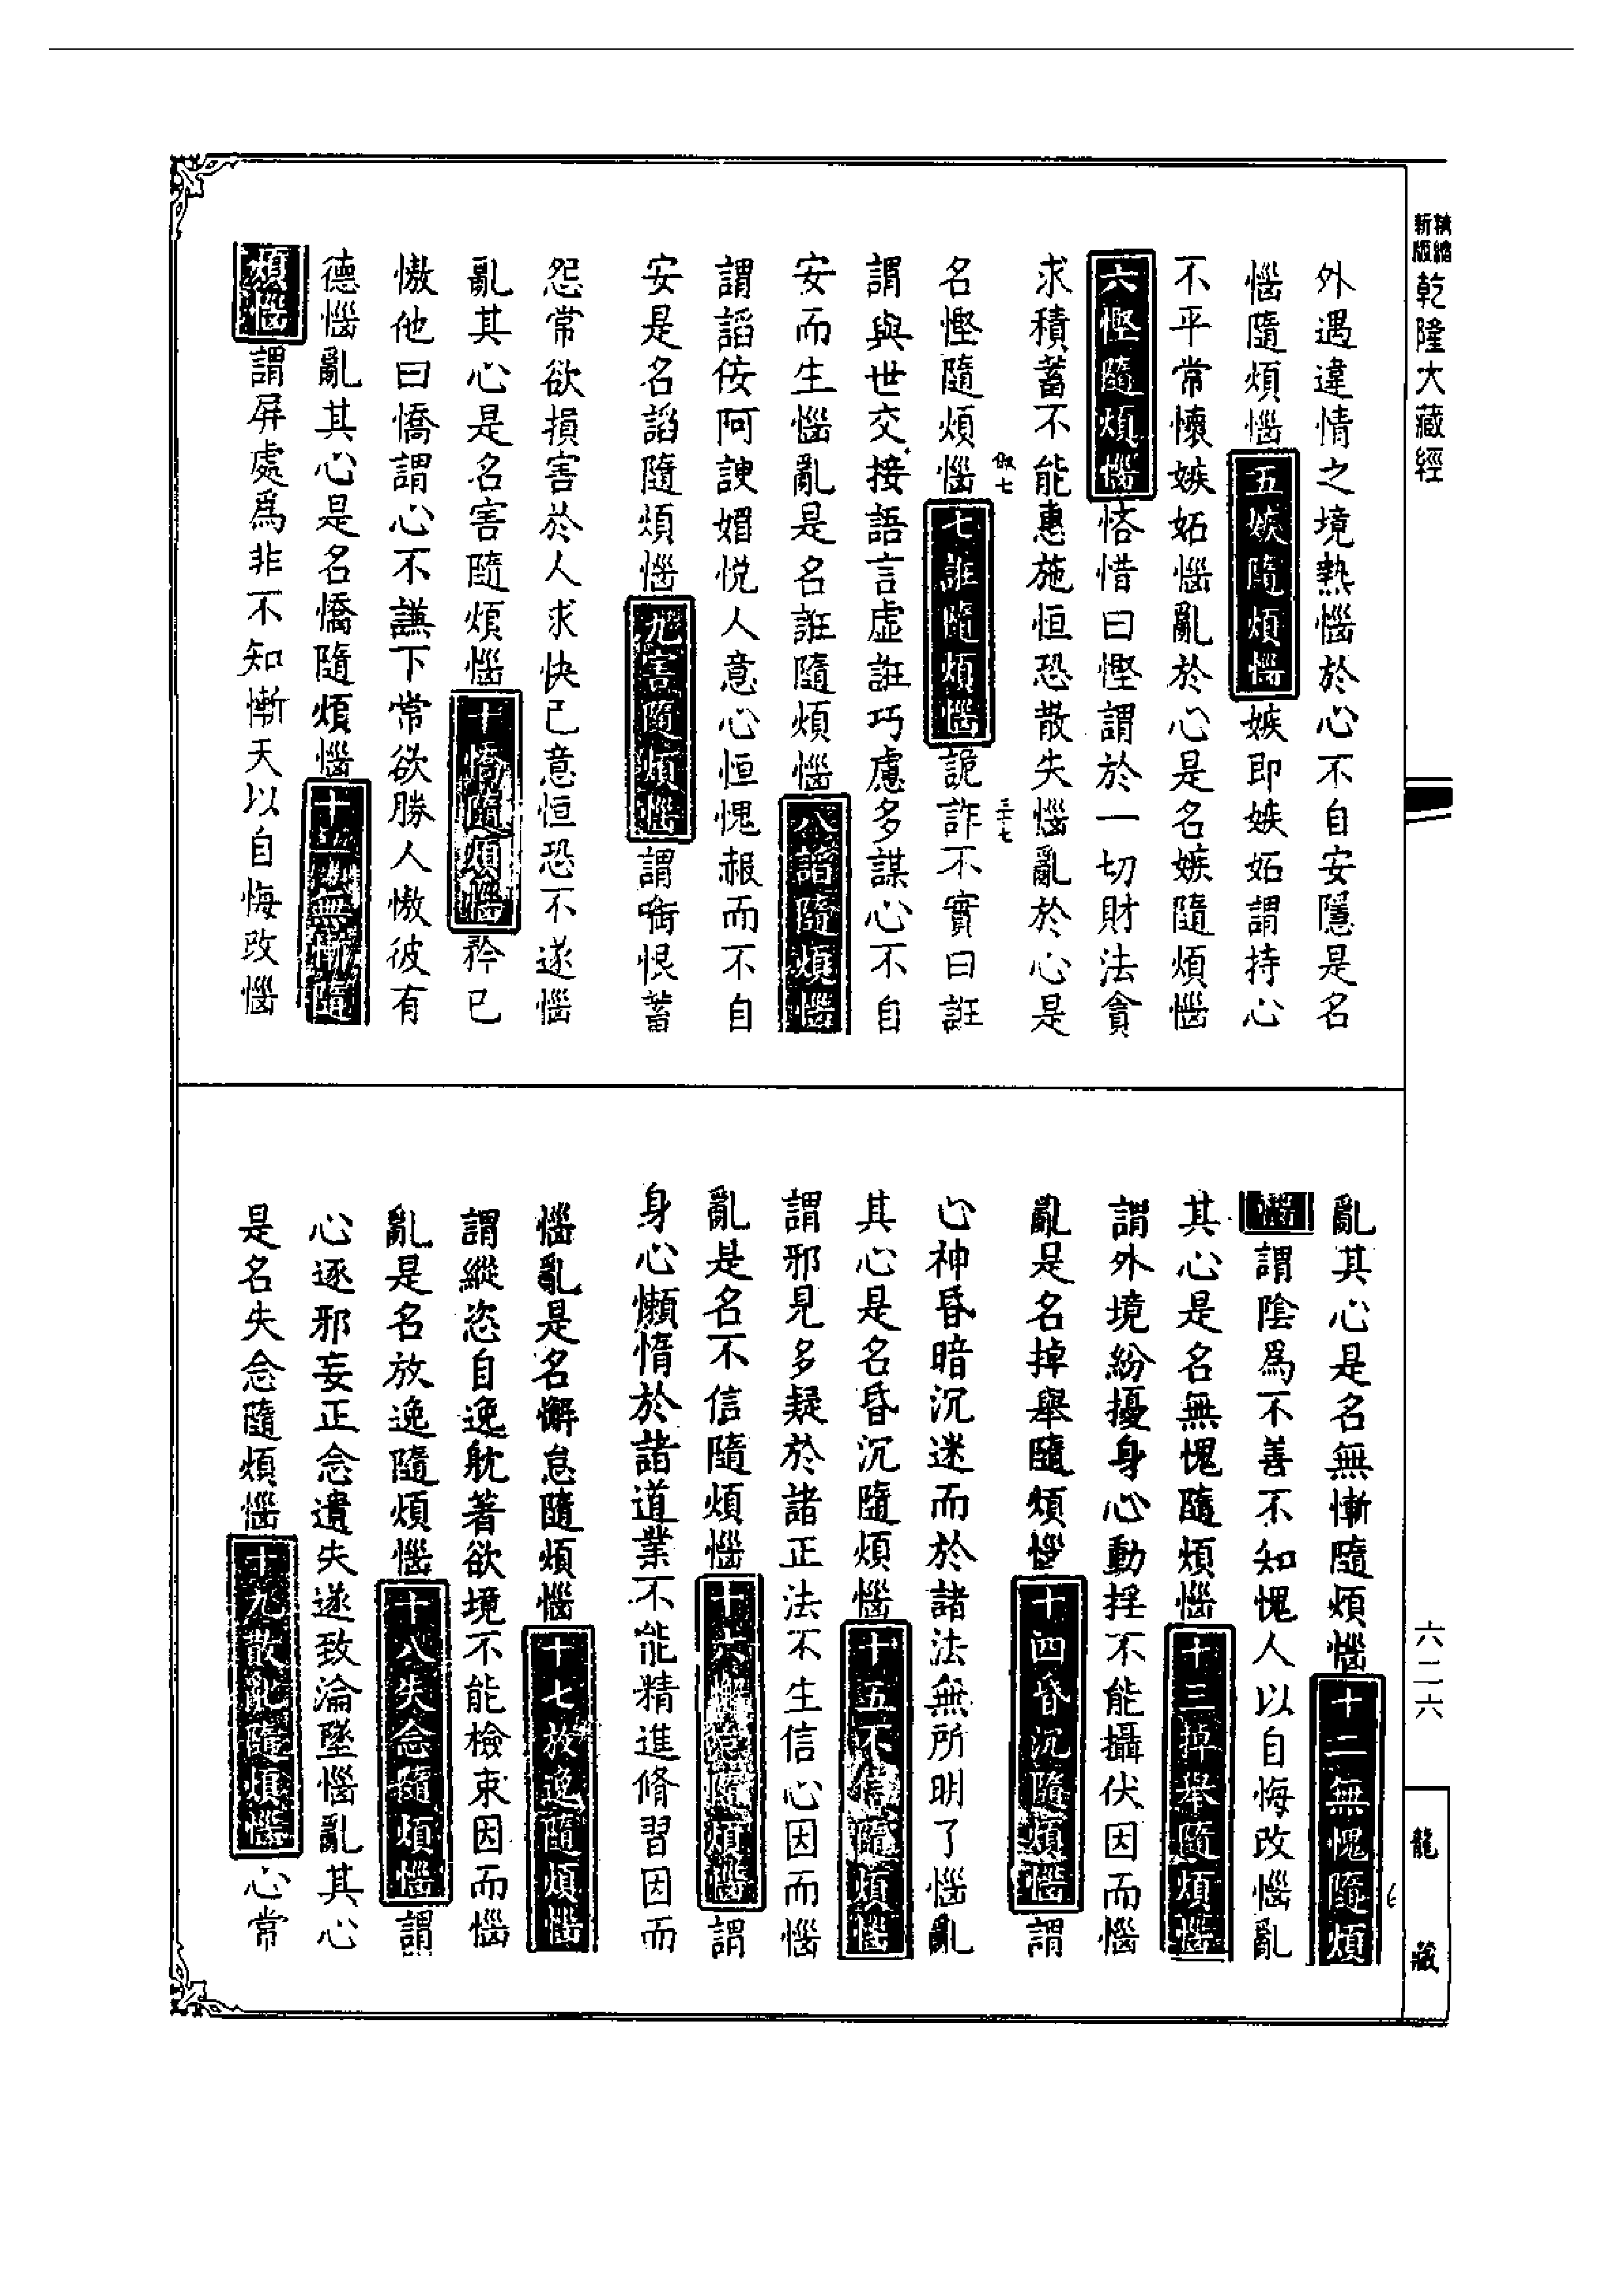 精縮新版乾隆大藏經
外遇違情之境熱惱於心不自安隱是名
惱隨煩惱五嫉隨煩惱嫉即嫉妬謂持心
不平常懷嫉妬惱亂於心是名嫉隨煩惱
六慳隨煩惱悋惜曰慳謂於一切財法貪
求積蓄不能惠施恒恐散失惱亂於心是
名慳隨煩惱七誑隨煩惱詭詐不實曰誑
謂與世交接語言虛誑巧慮多謀心不自
安而生惱亂是名誑隨煩惱八諂隨煩惱
謂諂佞阿諛媚悅人意心恒愧赧而不自
安是名諂隨煩惱九害隨煩惱謂啣恨蓄
怨常欲損害於人求快已意恒恐不遂惱
亂其心是名害隨煩惱十憍隨煩惱矜已
慠他曰憍謂心不謙下常欲勝人慠彼有
德惱亂其心是名憍隨煩惱十一無慚隨
煩惱謂屏處爲非不知慚天以自悔改惱
亂其心是名無慚隨煩惱十二無愧隨煩
惱謂陰爲不善不知愧人以自悔改惱亂
其心是名無愧隨煩惱十三掉舉隨煩惱
謂外境紛擾身心動掉不能攝伏因而惱
亂是名掉舉隨煩惱十四昏沉隨煩惱謂
心神昏暗沉迷而於諸法無所明了惱亂
其心是名昏沉隨煩惱十五不信隨煩惱
謂邪見多疑於諸正法不生信心因而惱
亂是名不信隨煩惱十六懈怠隨煩惱謂
身心懶惰於諸道業不能精進脩習因而
惱亂是名懈怠隨煩惱十七放逸隨煩惱
謂縱恣自逸躭著欲境不能檢束因而惱
亂是名放逸隨煩惱十八失念隨煩惱謂
心逐邪妄正念遺失遂致淪墜惱亂其心
是名失念隨煩惱十九散亂隨煩惱心常
六二六
龍藏